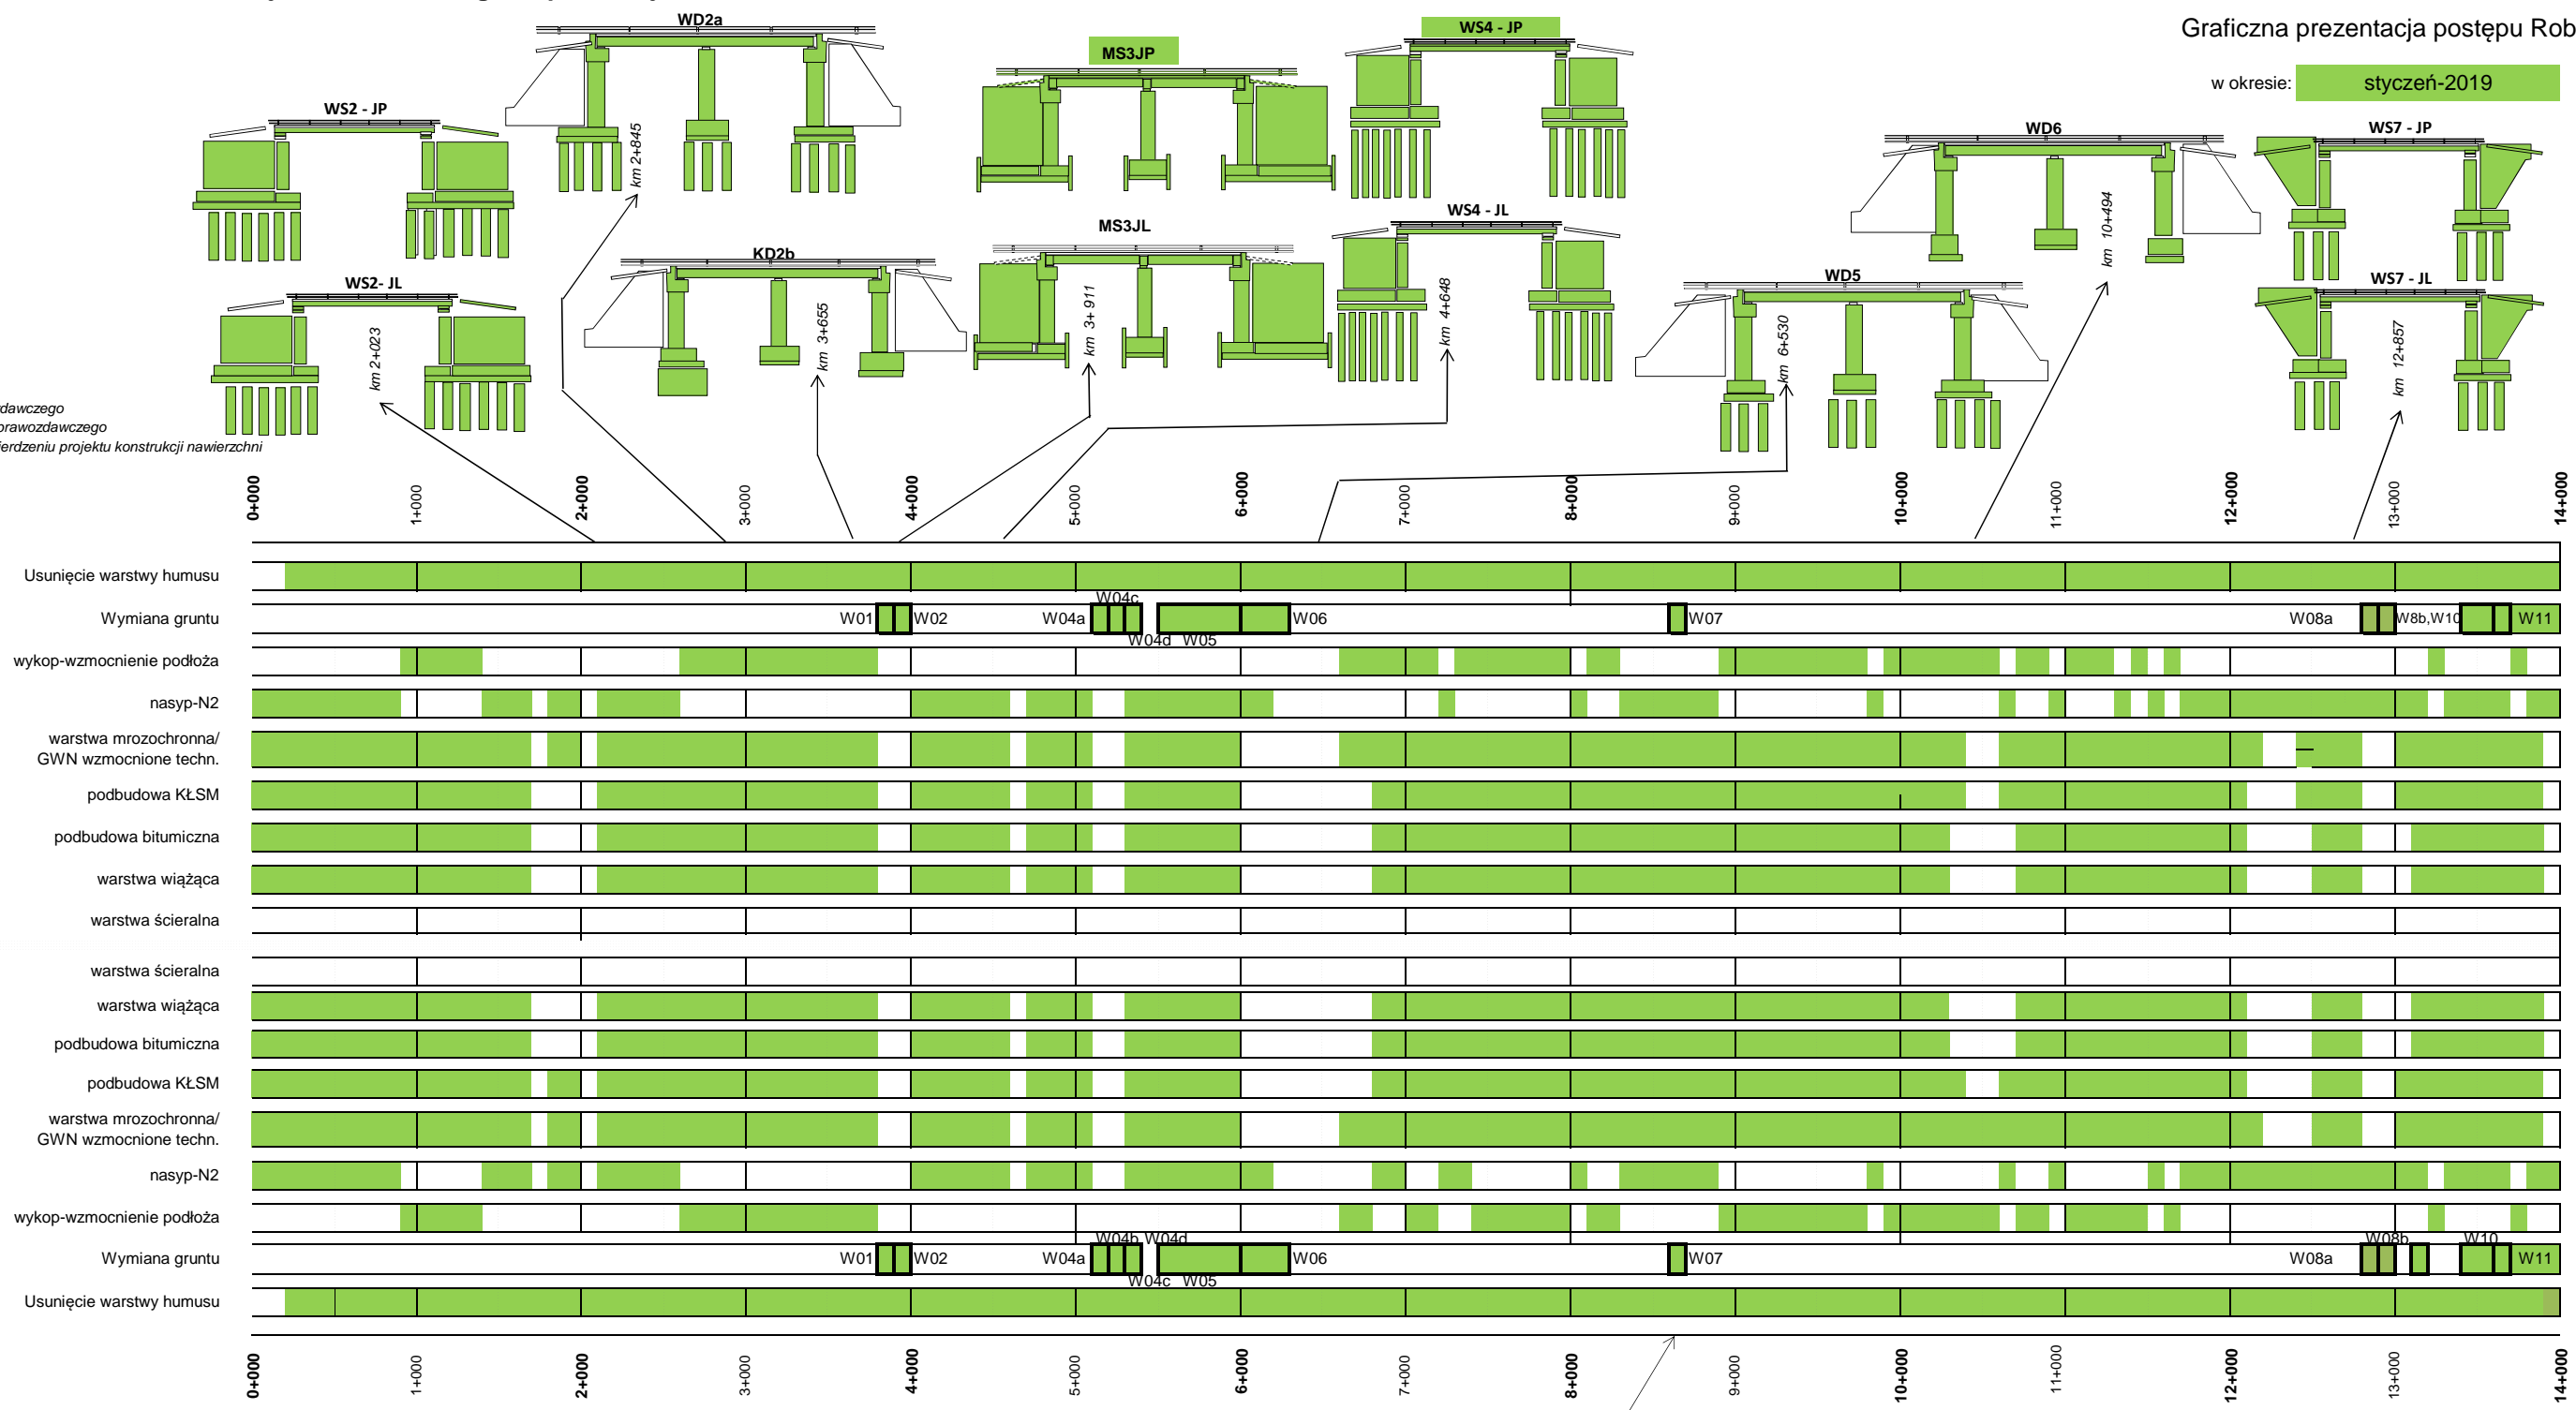 Graficzna prezentacja postępu Rob
w okresie: styczeń-2019
WD2a
WS4 - JP
MS3JP
WS2 - JP
WD6
WS7 - JP
km 2+845
km 10+494
WS4 - JL
MS3JL
KD2b
WS2- JL
WD5
WS7 - JL
km 2+023
km 3+655
km 3+ 911
km 4+648
km 6+530
km 12+857
dawczego
prawozdawczego
ierdzeniu projektu konstrukcji nawierzchni
0+000 1+000 2+000 3+000 4+000 5+000 6+000 7+000 8+000 9+000 10+000 11+000 12+000 13+000 14+000
Usunięcie warstwy humusu
W04c
Wymiana gruntu W01 W02 W04a W06 W07 W08a W8b,W10 W11
W04d W05
wykop-wzmocnienie podłoża
nasyp-N2
warstwa mrozochronna/
GWN wzmocnione techn.
podbudowa KŁSM
podbudowa bitumiczna
warstwa wiążąca
warstwa ścieralna
warstwa ścieralna
warstwa wiążąca
podbudowa bitumiczna
podbudowa KŁSM
warstwa mrozochronna/
GWN wzmocnione techn.
nasyp-N2
wykop-wzmocnienie podłoża
W04b W04d W08b W10
Wymiana gruntu W01 W02 W04a W06 W07 W08a W11
W04c W05
Usunięcie warstwy humusu
0+000 1+000 2+000 3+000 4+000 5+000 6+000 7+000 8+000 9+000 10+000 11+000 12+000 13+000 14+000